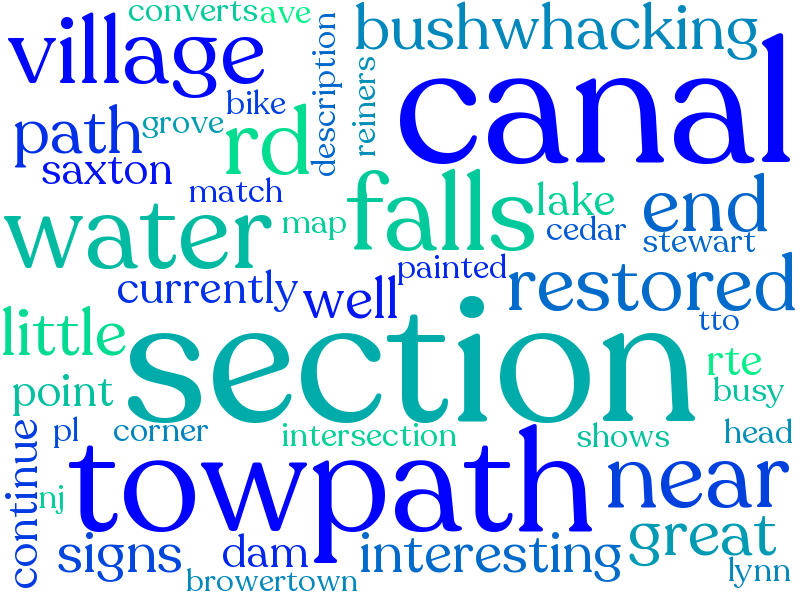 converts
ave
bushwhacking
village
description
canal
reiners
bike
path
grove
rd
saxton
match
falls
lake
end
water
map
cedar
stewart
painted
currently
well
restored
tto
little
section
rte
point
busy
pl
corner
intersection
shows
head
continue
towpath
near
nj
great
signs
dam
interesting
browertown
lynn